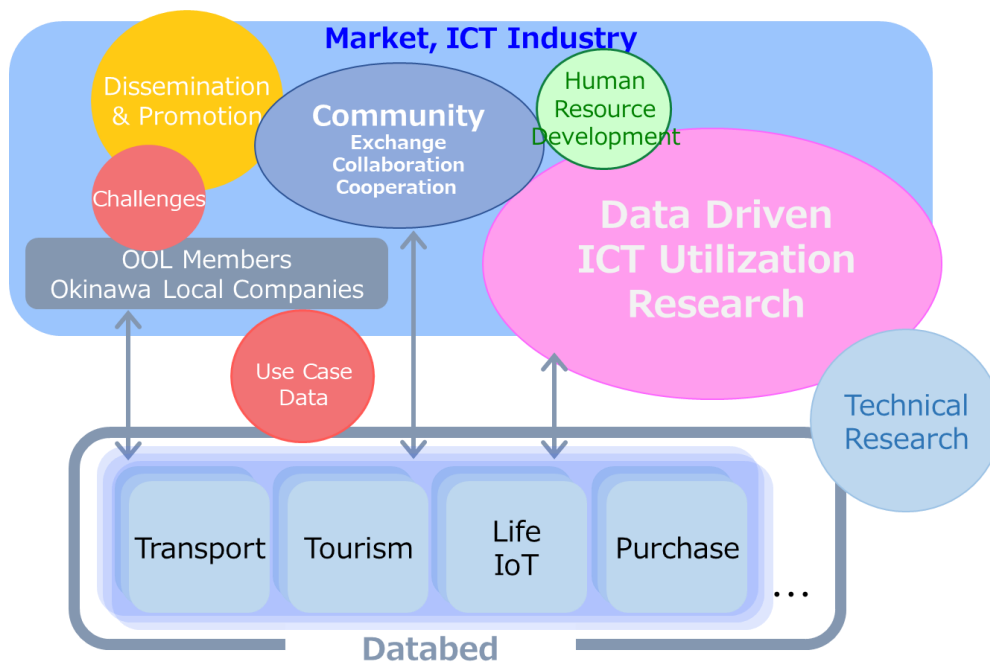 Market, ICT Industry
Dissemination
& Promotion
Community
Exchange
Collaboration
Cooperation
Human
Resource
Development
Challenges
Data Driven
ICT Utilization
Research
OOL Members
Okinawa Local Companies
Use Case
Data
Technical
Research
Transport
Tourism
Life
IoT
Purchase
...
Databed